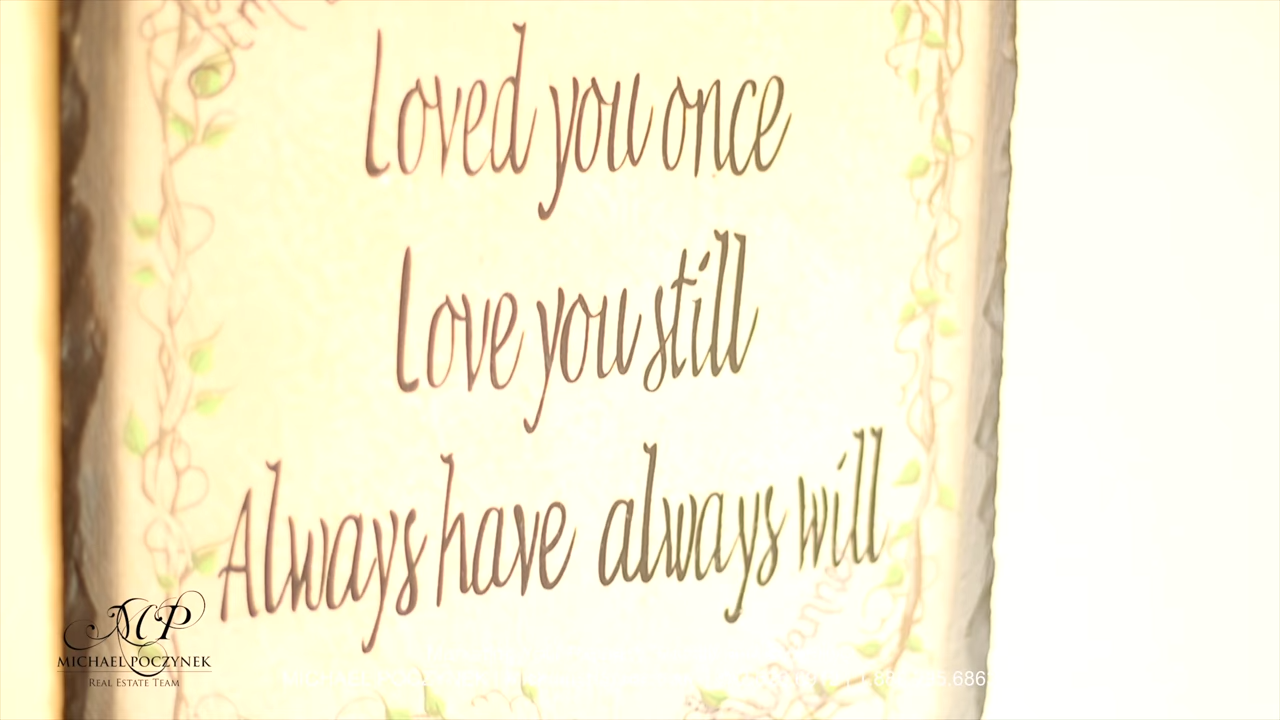 Loved you once
Love you still
Always have always will
MP
MICHAEL POCZYNEK
REAL ESTATE TEAM